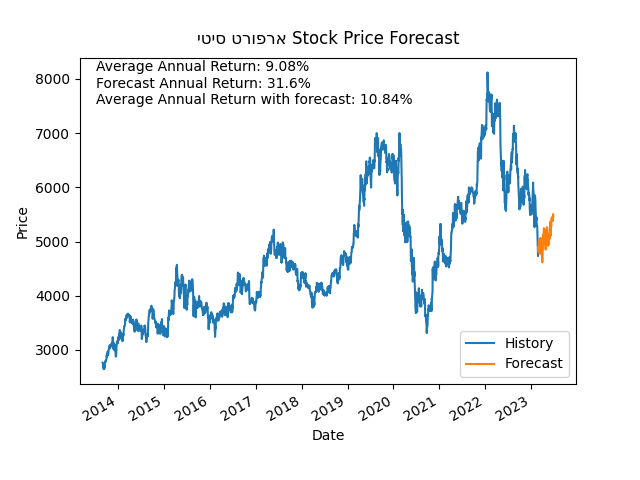 ארפורט סיטי Stock Price Forecast
Average Annual Return: 9.08%
Forecast Annual Return: 31.6%
Average Annual Return with forecast: 10.84%
8000
7000
6000
5000
4000
3000
Price
History
Forecast
2014 2015 2016 2017 2018 2019 2020 2021 2022 2023
Date